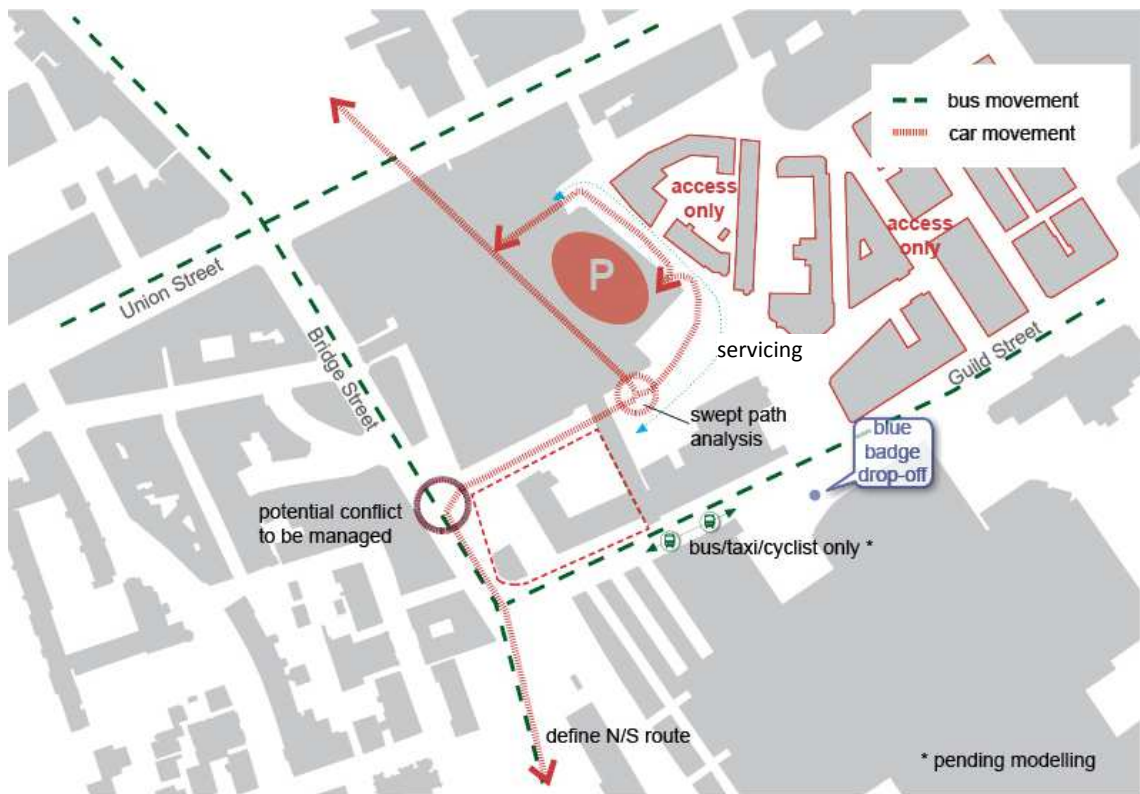 bus movement
car movement
access
only
access
only
P
Union Street
Bridge Street
servicing
Guild Street
swept path
analysis
blue
badge
drop-off
potential conflict
to be managed
bus/taxi/cyclist only *
define N/S route
* pending modelling